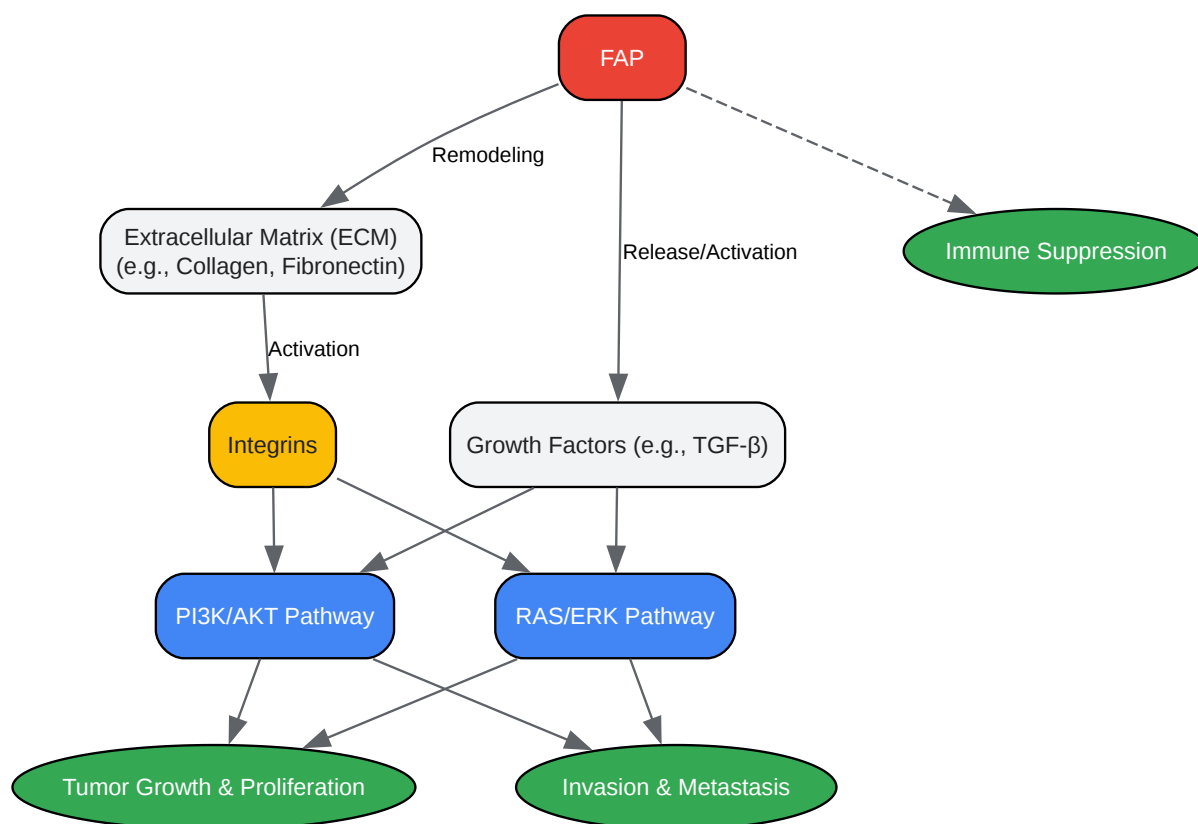 FAP
Remodeling
Extracellular Matrix (ECM)
(e.g., Collagen, Fibronectin)
Release/Activation
Immune Suppression
Activation
Integrins
Growth Factors (e.g., TGF-β)
PI3K/AKT Pathway
RAS/ERK Pathway
Tumor Growth & Proliferation
Invasion & Metastasis